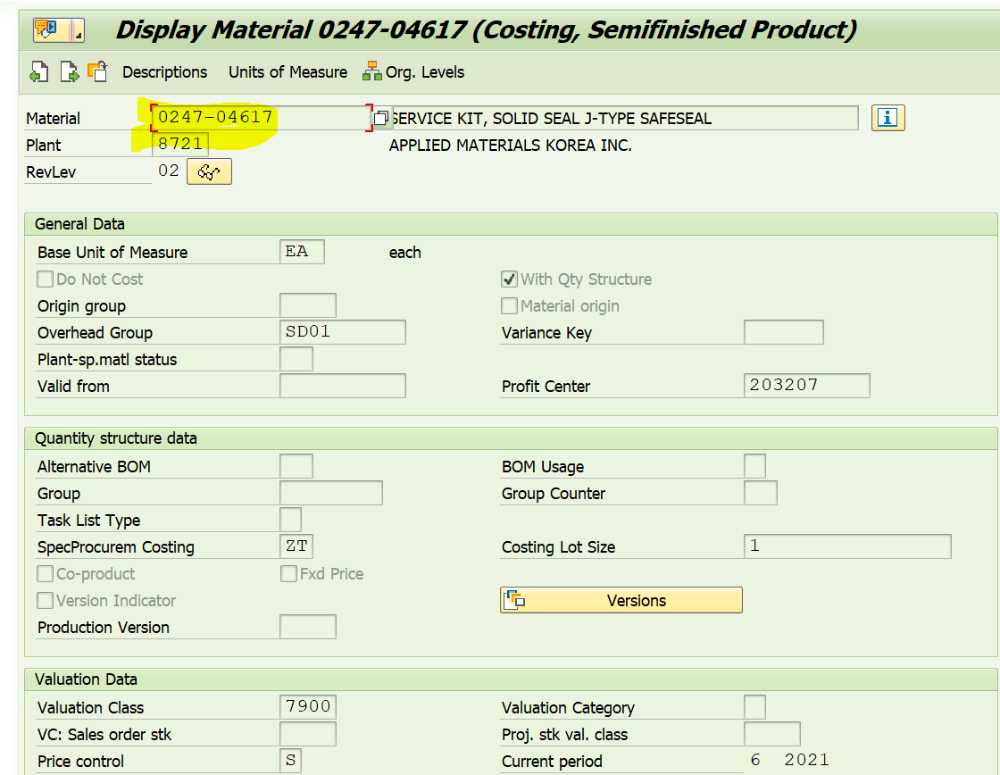 Display Material 0247-04617 (Costing, Semifinished Product)
Descriptions Units of Measure Org. Levels
Material 0247-04617 SERVICE KIT, SOLID SEAL J-TYPE SAFESEAL
Plant 8721 APPLIED MATERIALS KOREA INC.
RevLev 02
General Data
Base Unit of Measure EA each
Do Not Cost With Qty Structure
Origin group Material origin
Overhead Group SD01 Variance Key
Plant-sp.matl status
Valid from Profit Center 203207
Quantity structure data
Alternative BOM BOM Usage
Group Group Counter
Task List Type
SpecProcurem Costing ZT Costing Lot Size 1
Co-product Fxd Price
Version Indicator Versions
Production Version
Valuation Data
Valuation Class 7900 Valuation Category
VC: Sales order stk Proj. stk val. class
Price control S Current period 6 2021